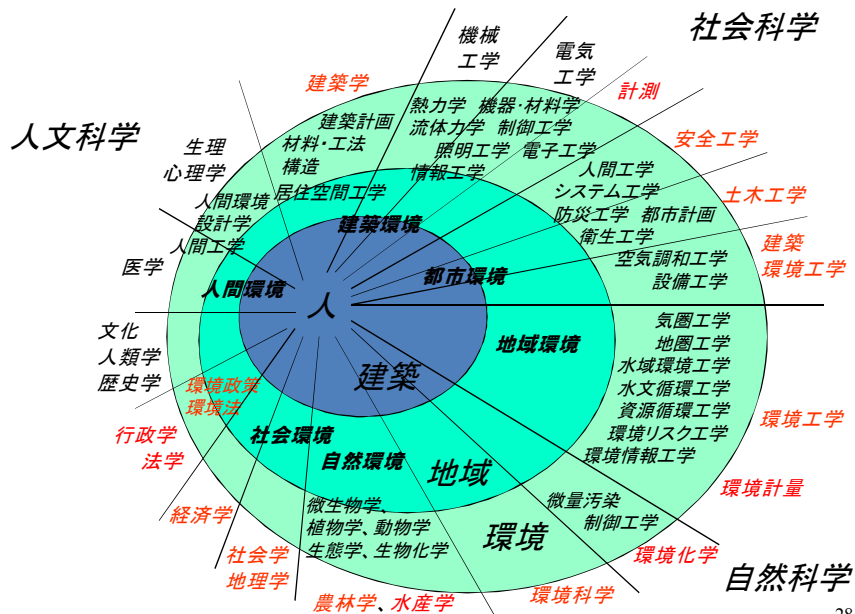 社会科学
機械
工学
電気
工学
建築学
計測
人文科学
生理
心理学
建築計画
材料・工法
構造
熱力学 機器・材料学
流体力学 制御工学
照明工学 電子工学
情報工学
安全工学
人間工学
システム工学
防災工学 都市計画
衛生工学
空気調和工学
設備工学
土木工学
建築
環境工学
居住空間工学
人間環境
設計学
人間工学
建築環境
医学
人間環境
人
都市環境
地域環境
気圏工学
地圏工学
水域環境工学
水文循環工学
資源循環工学
環境リスク工学
環境情報工学
文化
人類学
歴史学
環境政策
環境法
建築
環境工学
行政学
法学
社会環境
自然環境
地域
環境計量
経済学
微生物学、
植物学、動物学
生態学、生物化学
環境
微量汚染
制御工学
社会学
地理学
環境化学
自然科学
農林学、水産学
環境科学
28